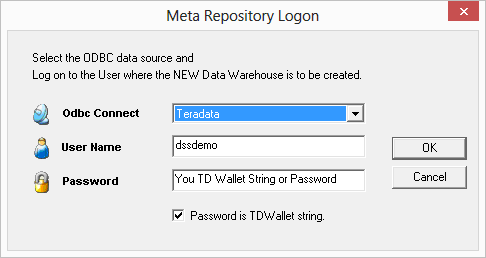 Meta Repository Logon
Select the ODBC data source and
Log on to the User where the NEW Data Warehouse is to be created.
Odbc Connect
Teradata
User Name
dssdemo
OK
Password
You TD Wallet String or Password
Cancel
Password is TDWallet string.